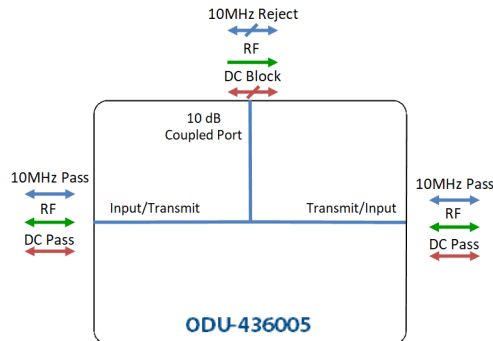 10MHz Reject
RF
DC Block
10 dB
Coupled Port
10MHz Pass
RF
DC Pass
Input/Transmit
Transmit/Input
10MHz Pass
RF
DC Pass
ODU-436005